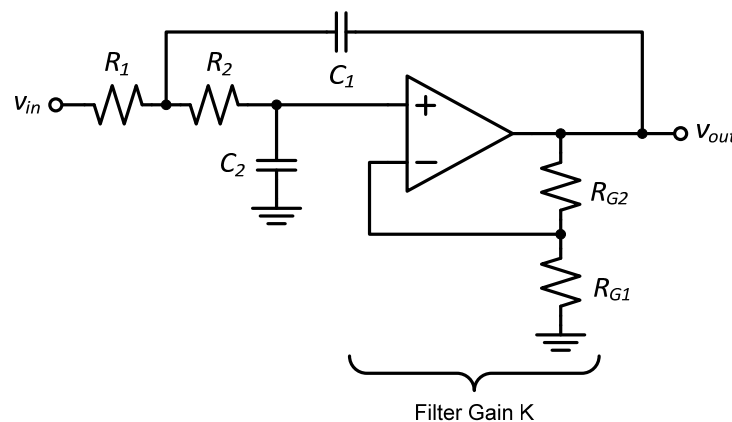 R1
R2
C1
vin
+
C2
−
vout
RG2
RG1
Filter Gain K